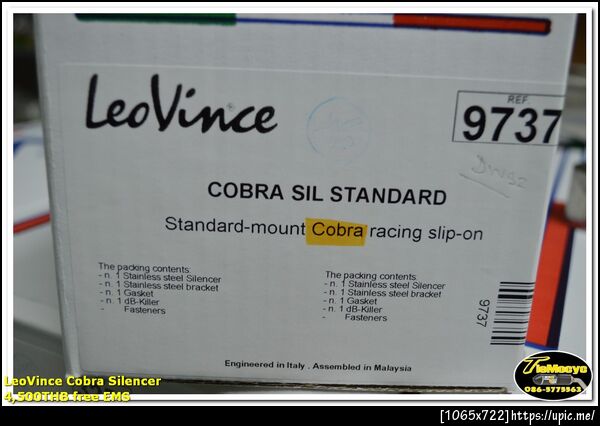 LeoVince
REF.
9737
COBRA SIL STANDARD
Standard-mount Cobra racing slip-on
The packing contents:
- n. 1 Stainless steel Silencer
- n. 1 Stainless steel bracket
- n. 1 Gasket
- n. 1 dB-Killer
- Fasteners
The packing contents:
- n. 1 Stainless steel Silencer
- n. 1 Stainless steel bracket
- n. 1 Gasket
- n. 1 dB-Killer
- Fasteners
9737
Engineered in Italy . Assembled in Malaysia
LeoVince Cobra Silencer
4,500THB free EMS
TioMocyc
086-5775563
[1065x722]https://upic.me/